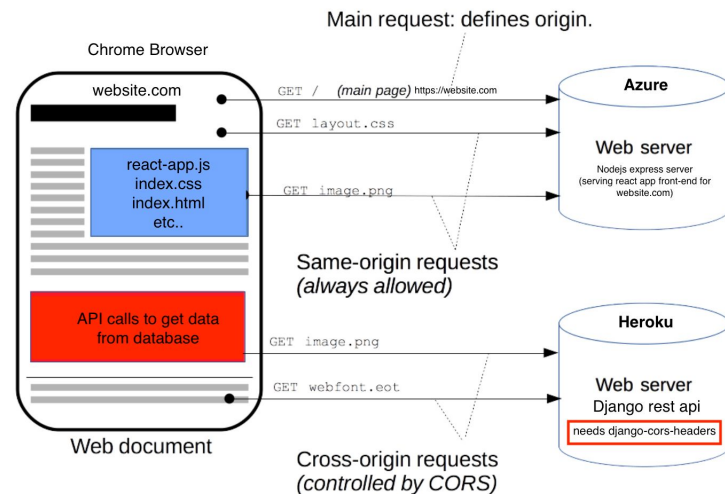 Main request: defines origin.
Chrome Browser
website.com
GET / (main page) https://website.com
GET layout.css
react-app.js
index.css
index.html
etc..
GET image.png
Azure
Web server
Nodejs express server
(serving react app front-end for
website.com)
Same-origin requests
(always allowed)
API calls to get data
from database
GET image.png
GET webfont.eot
Heroku
Web server
Django rest api
needs django-cors-headers
Web document
Cross-origin requests
(controlled by CORS)